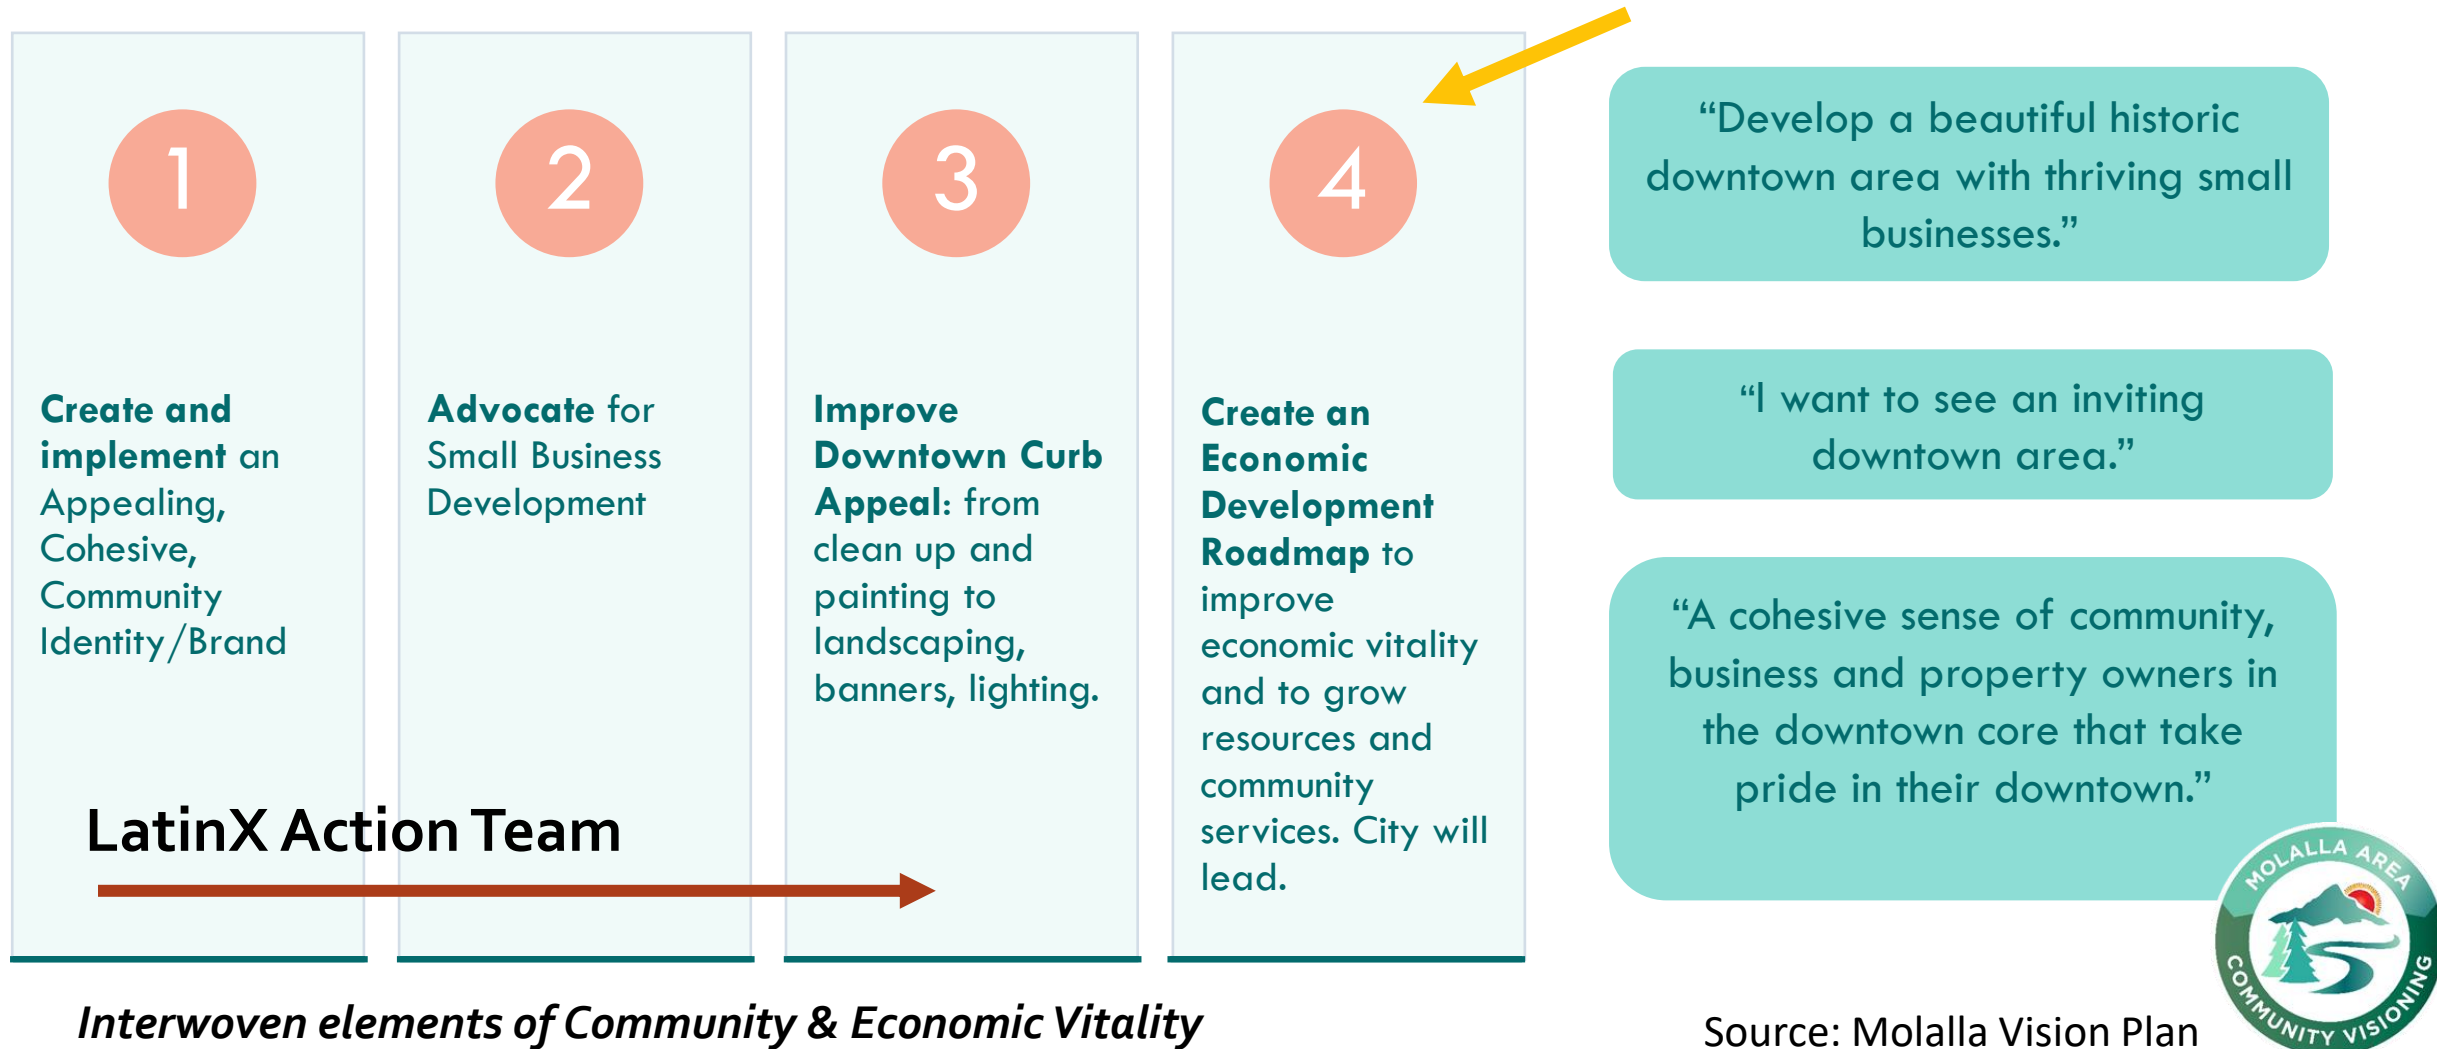 1
Create and
implement an
Appealing,
Cohesive,
Community
Identity/Brand
2
Advocate for
Small Business
Development
3
Improve
Downtown Curb
Appeal: from
clean up and
painting to
landscaping,
banners, lighting.
4
Create an
Economic
Development
Roadmap to
improve
economic vitality
and to grow
resources and
community
services. City will
lead.
LatinX Action Team
“Develop a beautiful historic
downtown area with thriving small
businesses.”
“I want to see an inviting
downtown area.”
“A cohesive sense of community,
business and property owners in
the downtown core that take
pride in their downtown.”
Interwoven elements of Community & Economic Vitality
Source: Molalla Vision Plan
MOLALLA AREA
COMMUNITY VISIONING